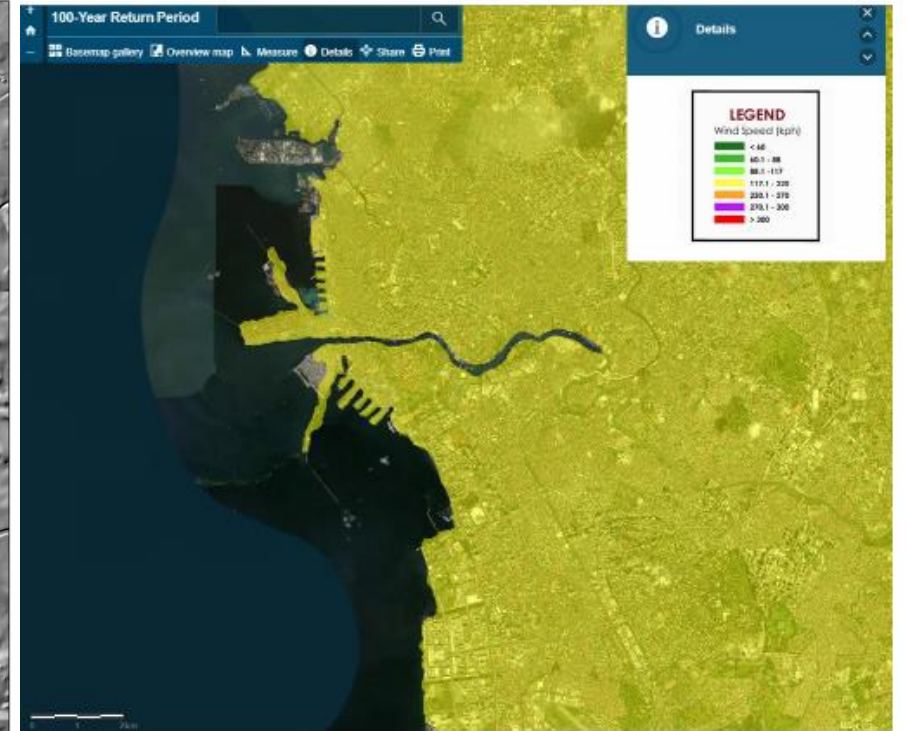 100-Year Return Period
Basemap gallery Overview map Measure Details Share Print
Details
LEGEND
Wind Speed (kph)
< 60
60.1 - 88
88.1 -117
117.1 - 220
220.1 - 270
270.1 - 300
> 300